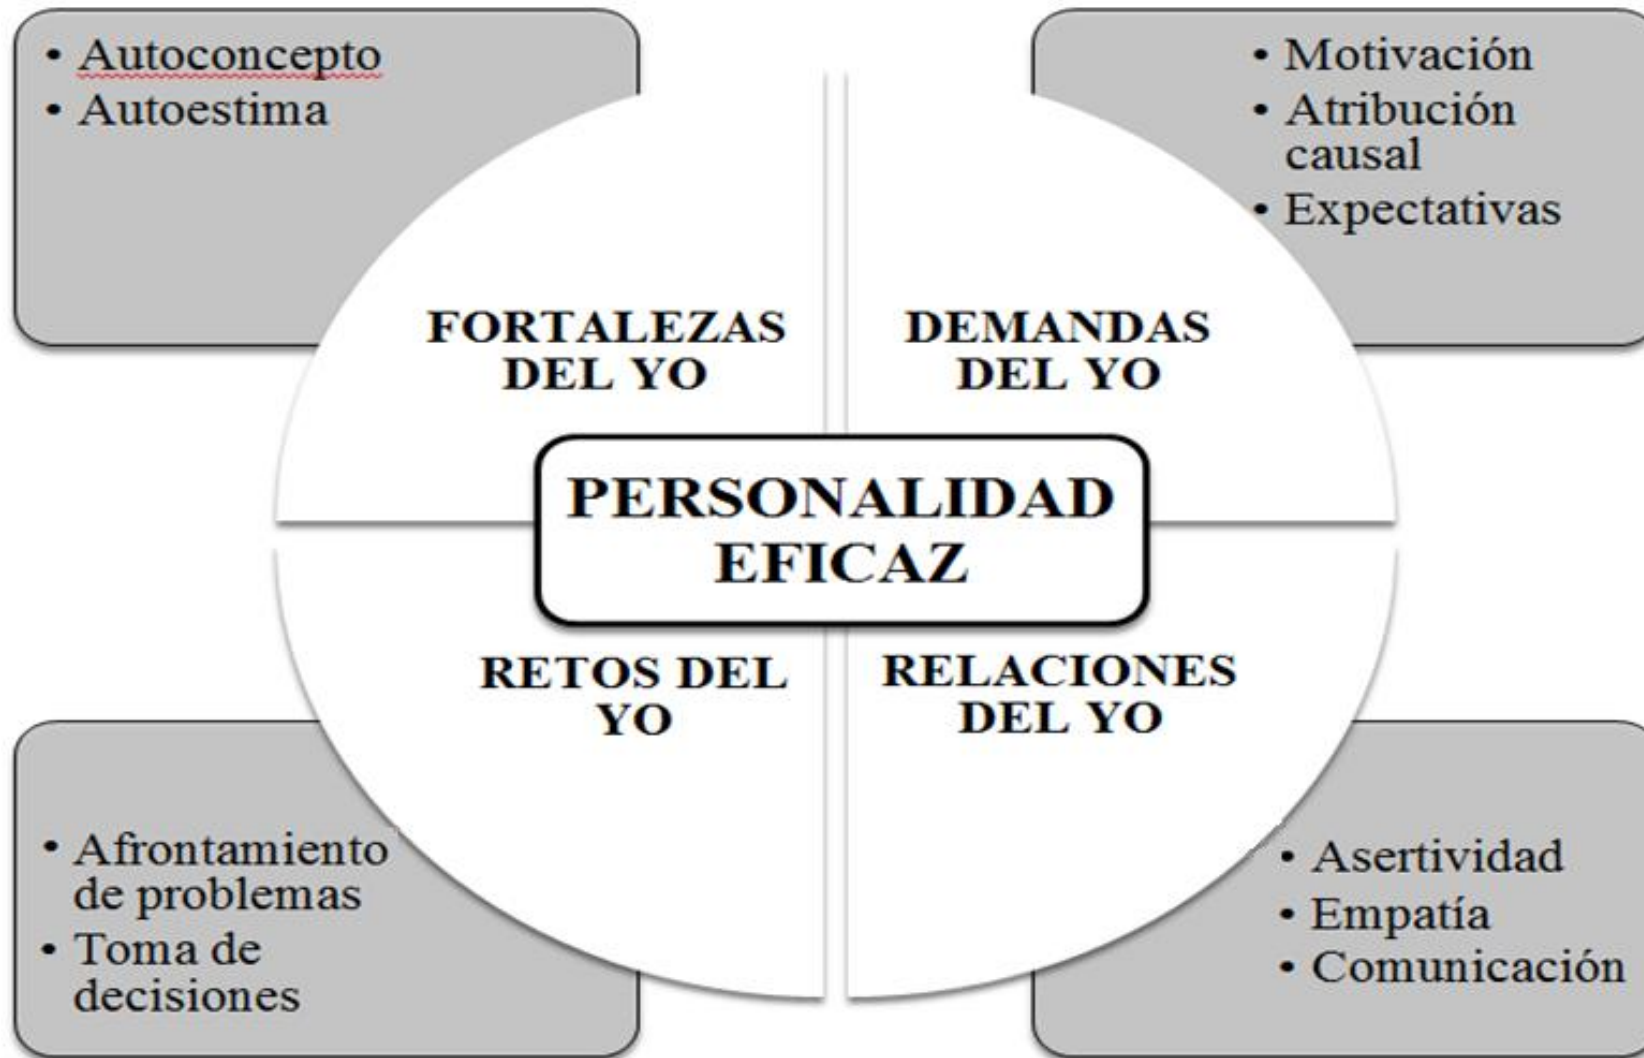 • Autoconcepto
• Autoestima
• Motivación
• Atribución
causal
• Expectativas
FORTALEZAS
DEL YO
DEMANDAS
DEL YO
PERSONALIDAD
EFICAZ
RETOS DEL
YO
RELACIONES
DEL YO
• Afrontamiento
de problemas
• Toma de
decisiones
• Asertividad
• Empatía
• Comunicación